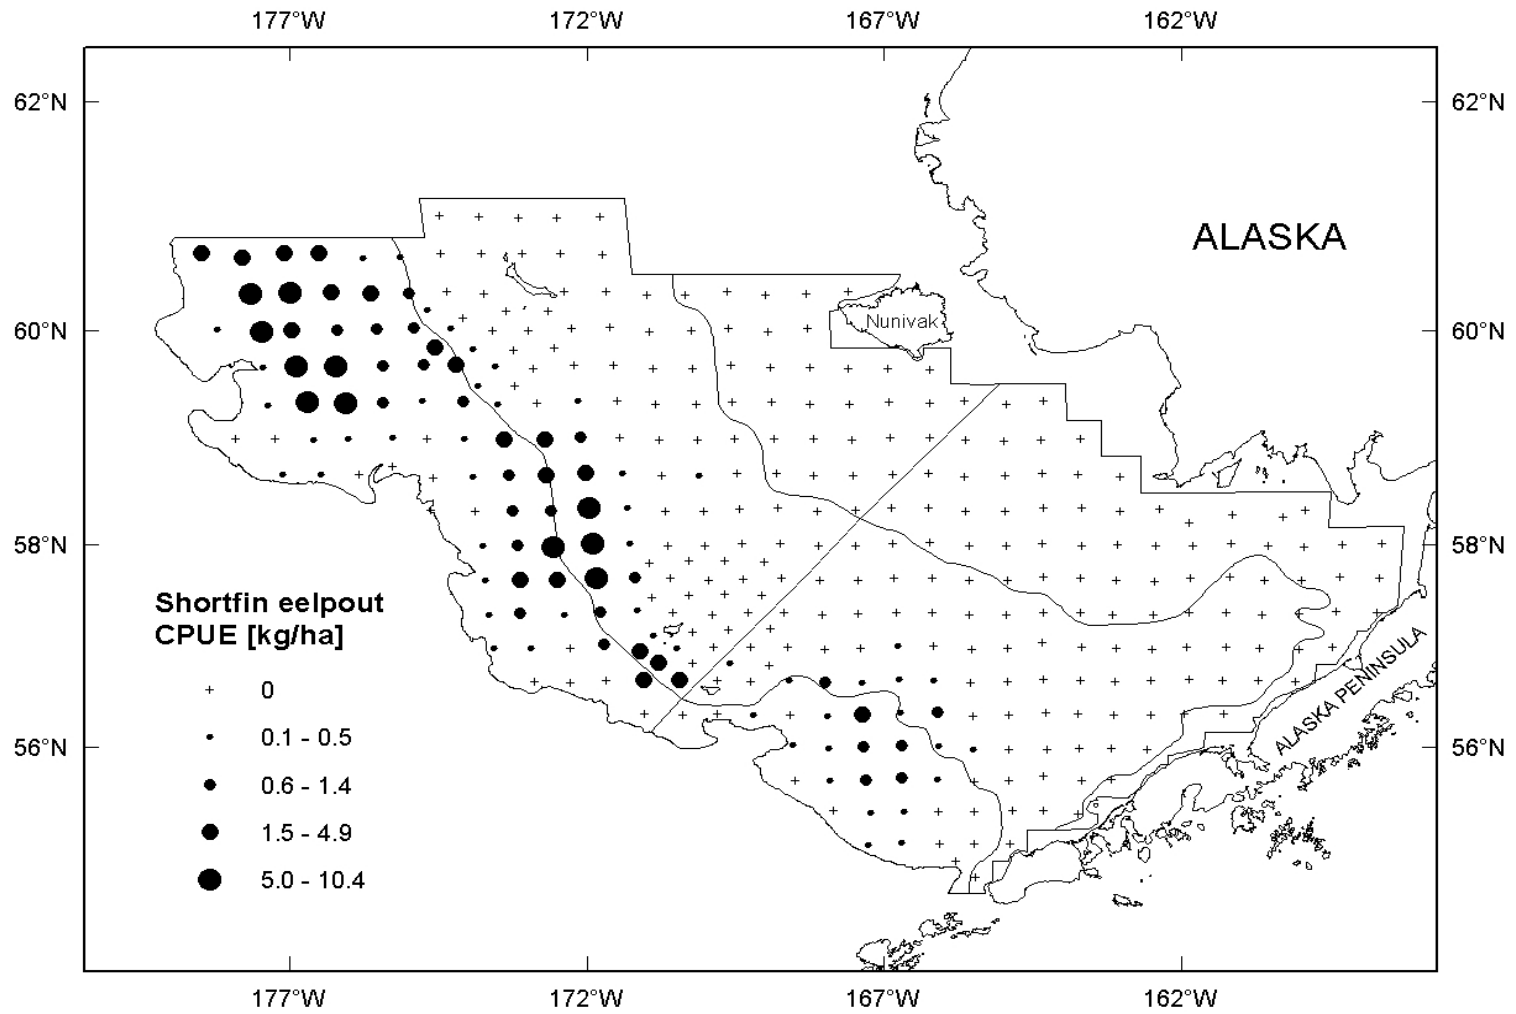 177°W 172°W 167°W 162°W
62°N 62°N
ALASKA
60°N Nunivak 60°N
58°N 58°N
Shortfin eelpout
CPUE [kg/ha]
0
0.1 - 0.5
0.6 - 1.4
1.5 - 4.9
5.0 - 10.4
ALASKA PENINSULA
56°N 56°N
177°W 172°W 167°W 162°W